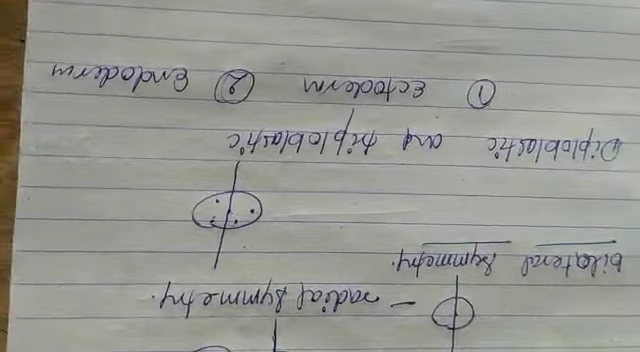 - radial symmetry.
bilateral symmetry.
Diploblastic and triploblastic
① Ectoderm ② Endoderm